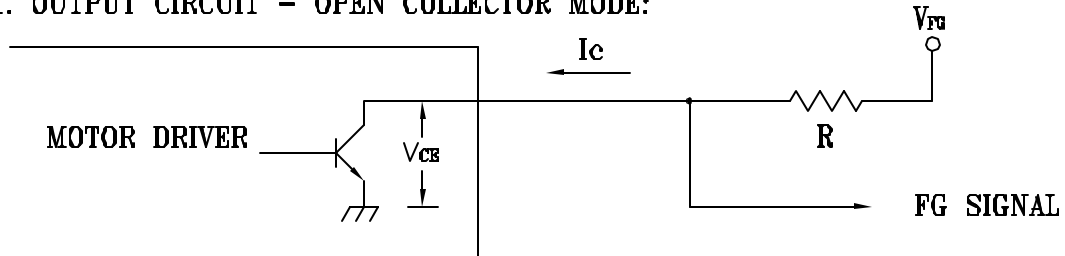 1. OUTPUT CIRCUIT - OPEN COLLECTOR MODE:
VFG
Ic
MOTOR DRIVER
VCE
R
FG SIGNAL